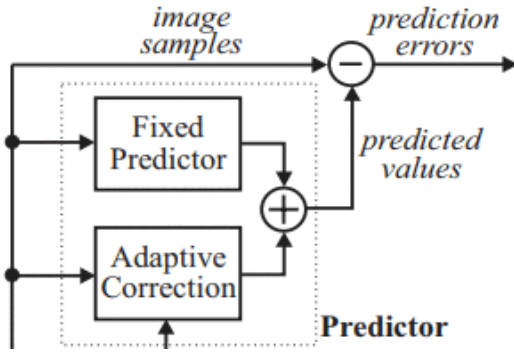 image
samples
prediction
errors
Fixed
Predictor
predicted
values
Adaptive
Correction
Predictor